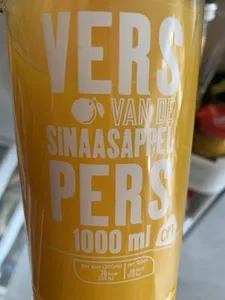 VERS
VAN DE
SINAASAPPEL
PERS
1000 ml